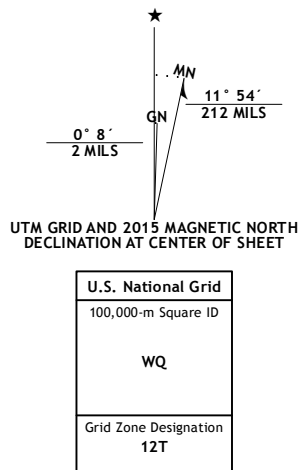 MN
GN
11° 54´
212 MILS
0° 8´
2 MILS
UTM GRID AND 2015 MAGNETIC NORTH
DECLINATION AT CENTER OF SHEET
U.S. National Grid
100,000-m Square ID
WQ
Grid Zone Designation
12T